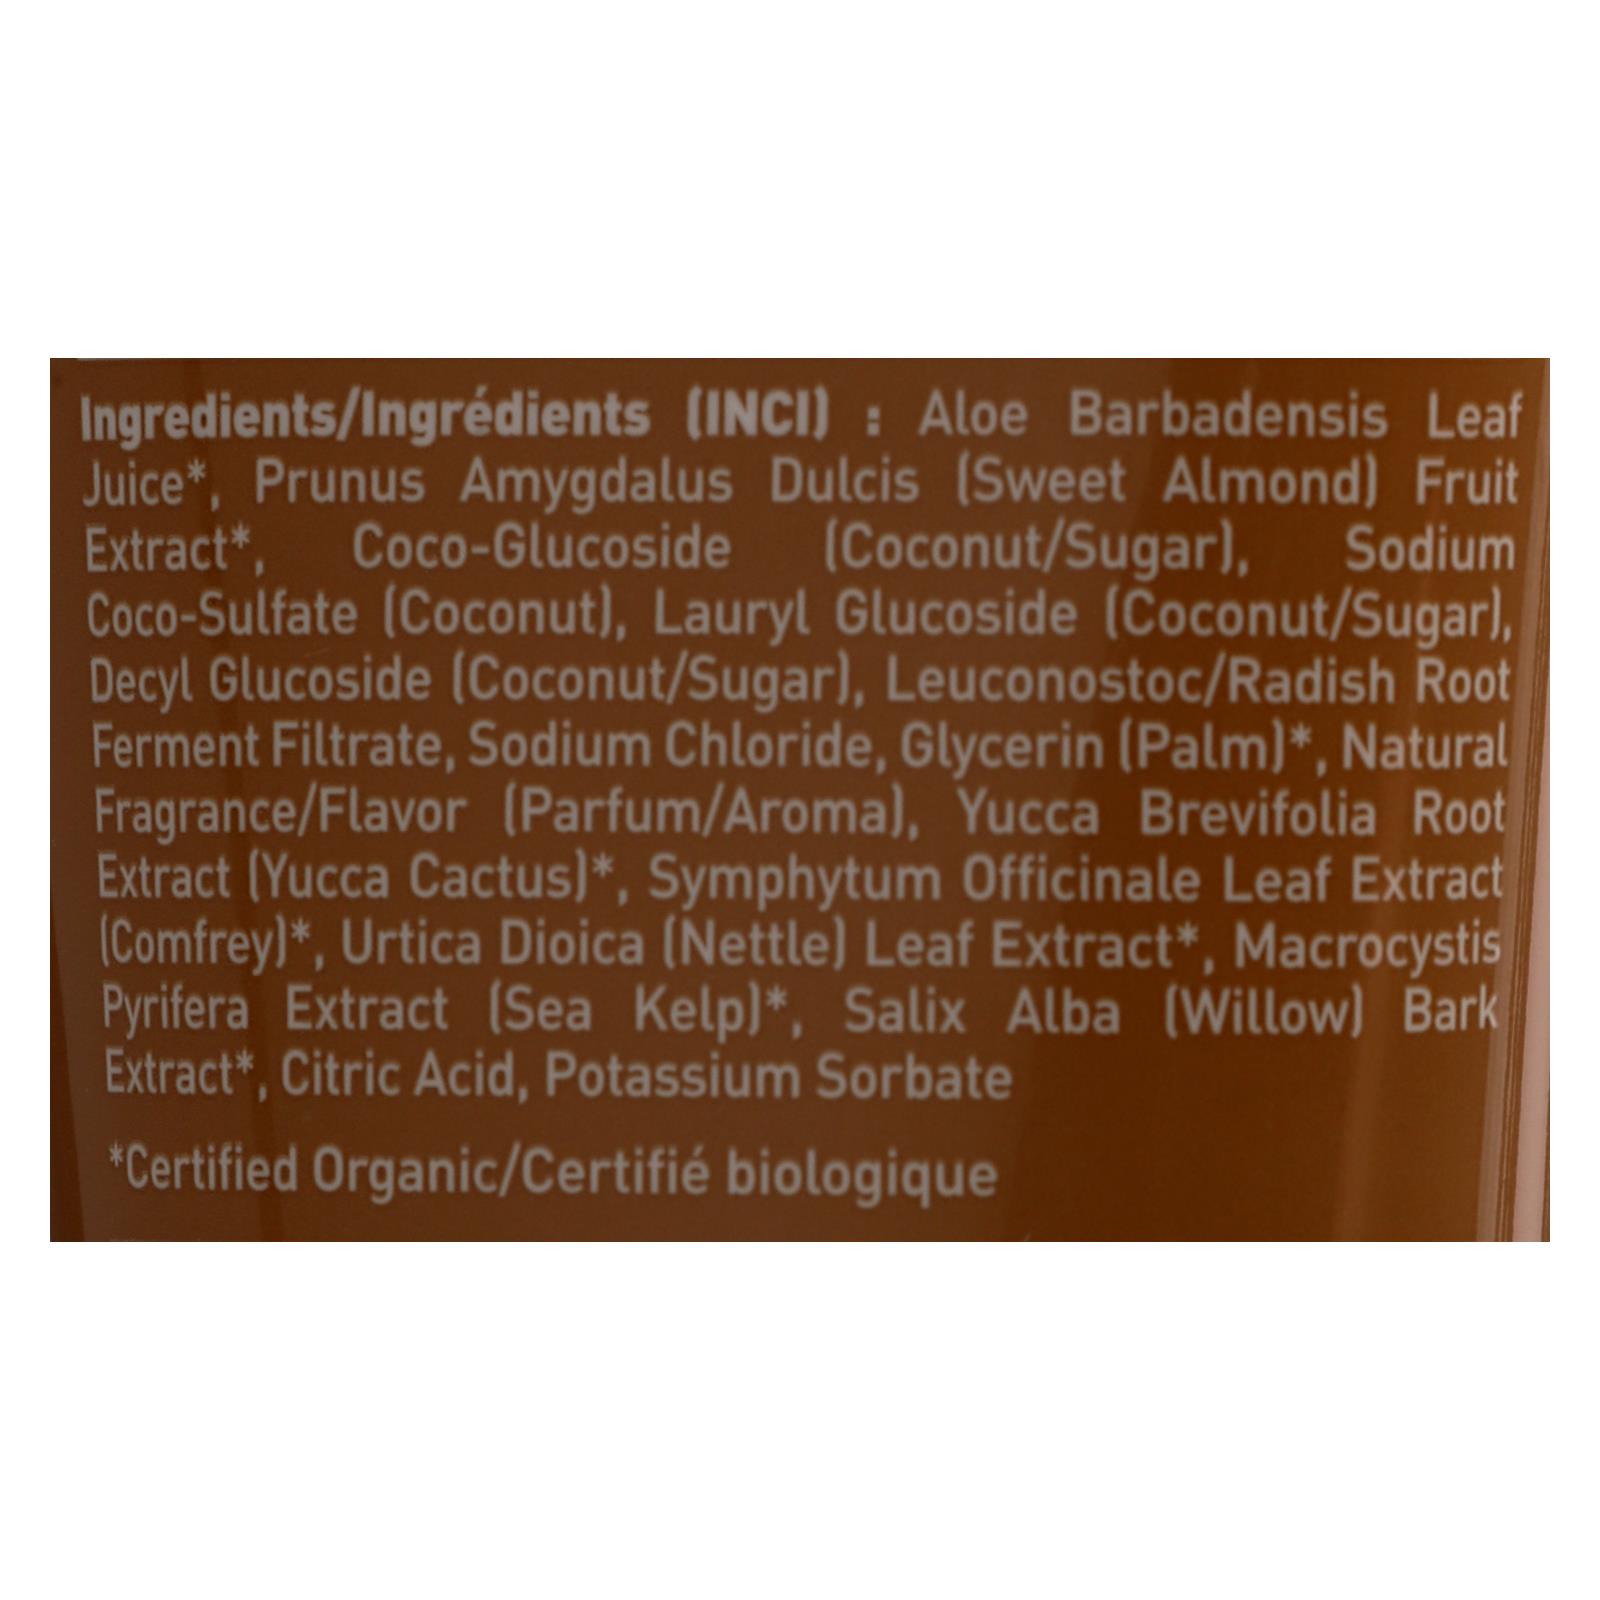 Ingredients/Ingrédients (INCI) : Aloe Barbadensis Leaf
Juice*, Prunus Amygdalus Dulcis (Sweet Almond) Fruit
Extract*, Coco-Glucoside (Coconut/Sugar), Sodium
Coco-Sulfate (Coconut), Lauryl Glucoside (Coconut/Sugar),
Decyl Glucoside (Coconut/Sugar), Leuconostoc/Radish Root
Ferment Filtrate, Sodium Chloride, Glycerin (Palm)*, Natural
Fragrance/Flavor (Parfum/Aroma), Yucca Brevifolia Root
Extract (Yucca Cactus)*, Symphytum Officinale Leaf Extract
(Comfrey)*, Urtica Dioica (Nettle) Leaf Extract*, Macrocystis
Pyrifera Extract (Sea Kelp)*, Salix Alba (Willow) Bark
Extract*, Citric Acid, Potassium Sorbate
*Certified Organic/Certifié biologique